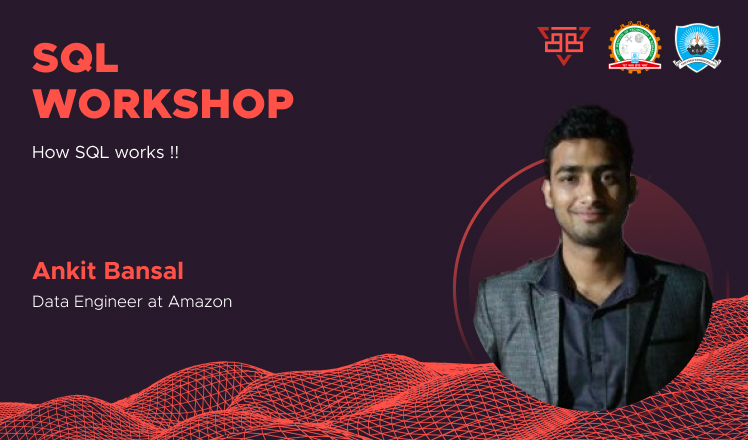 SQL
WORKSHOP
How SQL works !!
Ankit Bansal
Data Engineer at Amazon